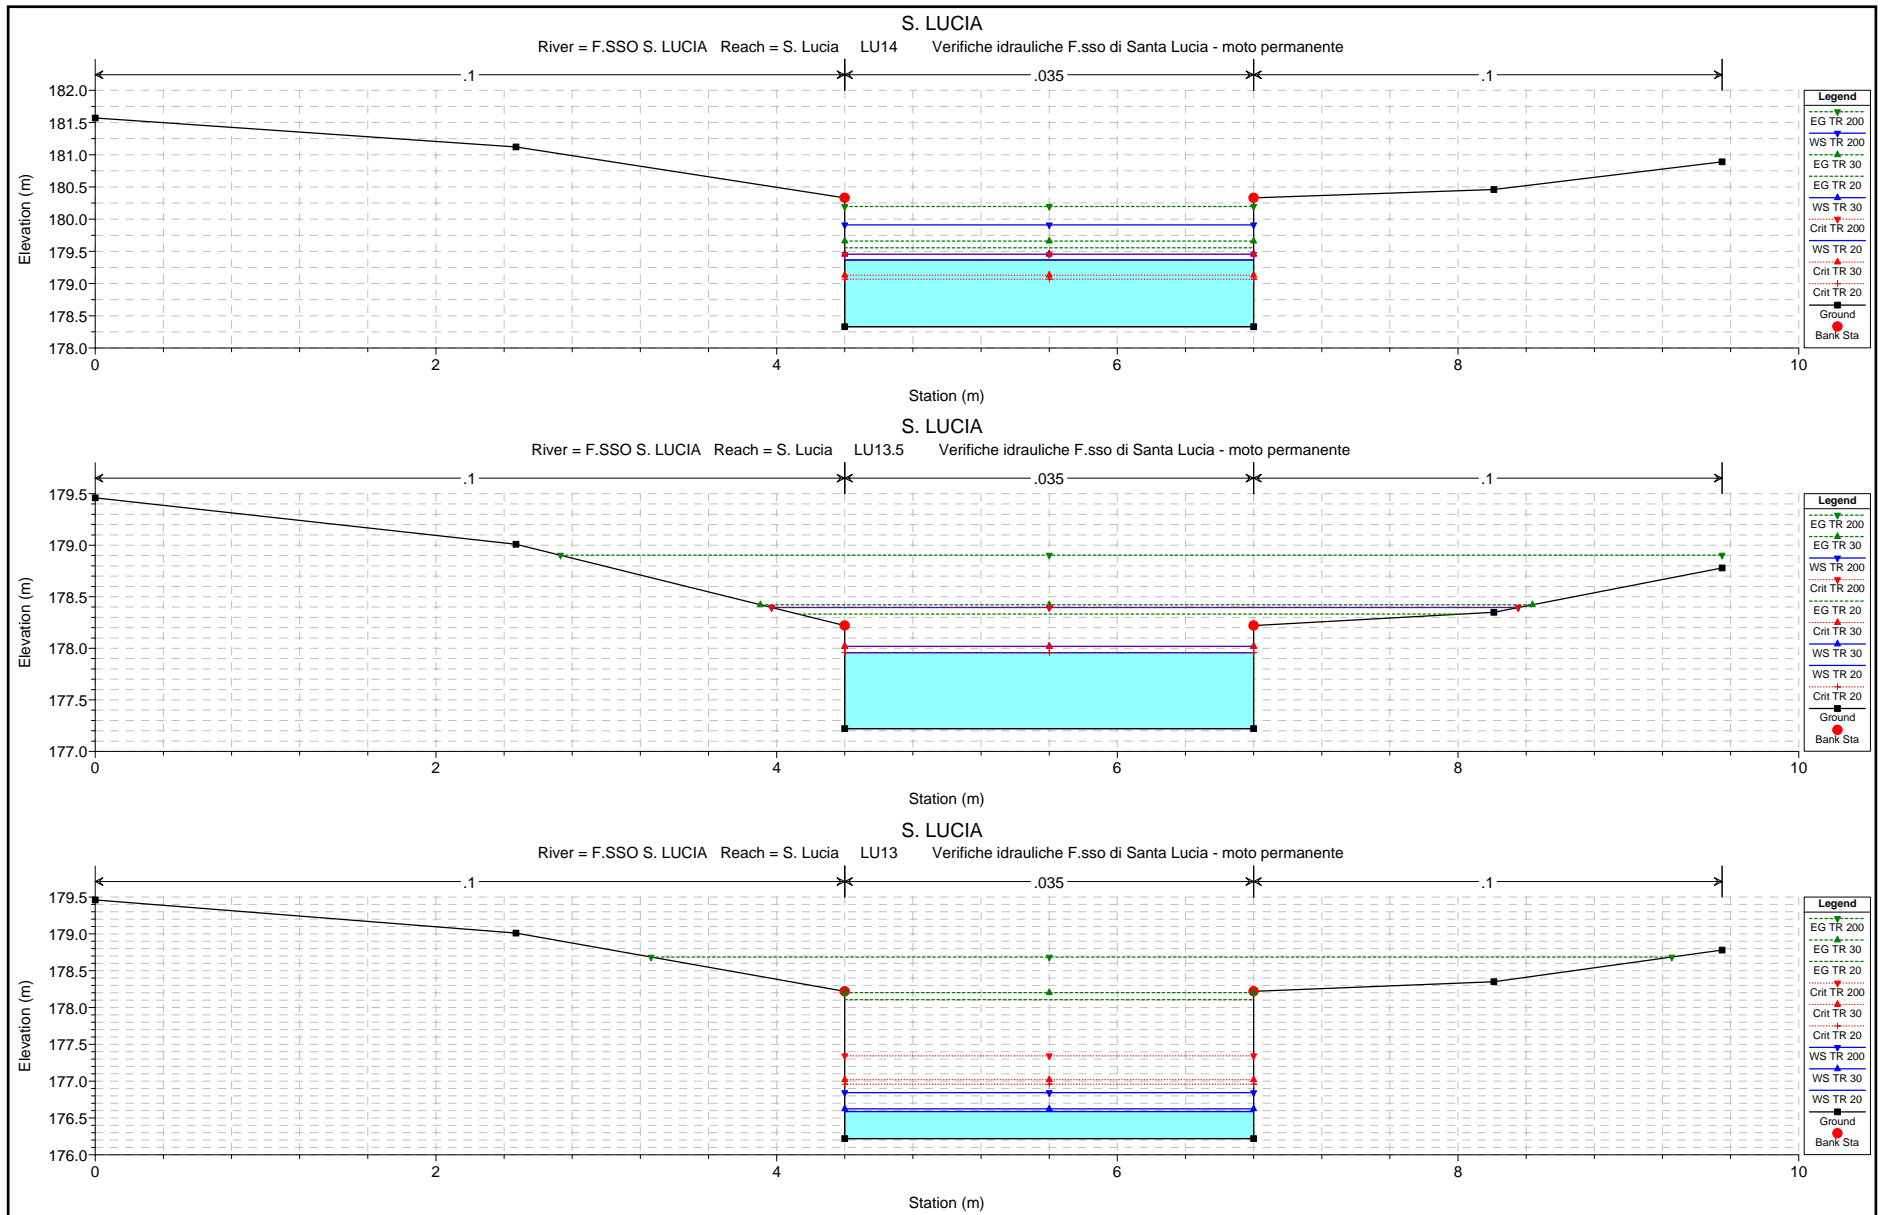 S. LUCIA
River = F.SSO S. LUCIA Reach = S. Lucia LU14 Verifiche idrauliche F.sso di Santa Lucia - moto permanente
.1 .035 .1
182.0
181.5
181.0
180.5
180.0
179.5
179.0
178.5
178.0
Elevation (m)
0 2 4 6 8 10
Station (m)
Legend
EG TR 200
WS TR 200
EG TR 30
EG TR 20
WS TR 30
Crit TR 200
WS TR 20
Crit TR 30
Crit TR 20
Ground
Bank Sta
S. LUCIA
River = F.SSO S. LUCIA Reach = S. Lucia LU13.5 Verifiche idrauliche F.sso di Santa Lucia - moto permanente
.1 .035 .1
179.5
179.0
178.5
178.0
177.5
177.0
Elevation (m)
0 2 4 6 8 10
Station (m)
Legend
EG TR 200
EG TR 30
WS TR 200
Crit TR 200
EG TR 20
Crit TR 30
WS TR 30
WS TR 20
Crit TR 20
Ground
Bank Sta
S. LUCIA
River = F.SSO S. LUCIA Reach = S. Lucia LU13 Verifiche idrauliche F.sso di Santa Lucia - moto permanente
.1 .035 .1
179.5
179.0
178.5
178.0
177.5
177.0
176.5
176.0
Elevation (m)
0 2 4 6 8 10
Station (m)
Legend
EG TR 200
EG TR 30
EG TR 20
Crit TR 200
Crit TR 30
Crit TR 20
WS TR 200
WS TR 30
WS TR 20
Ground
Bank Sta